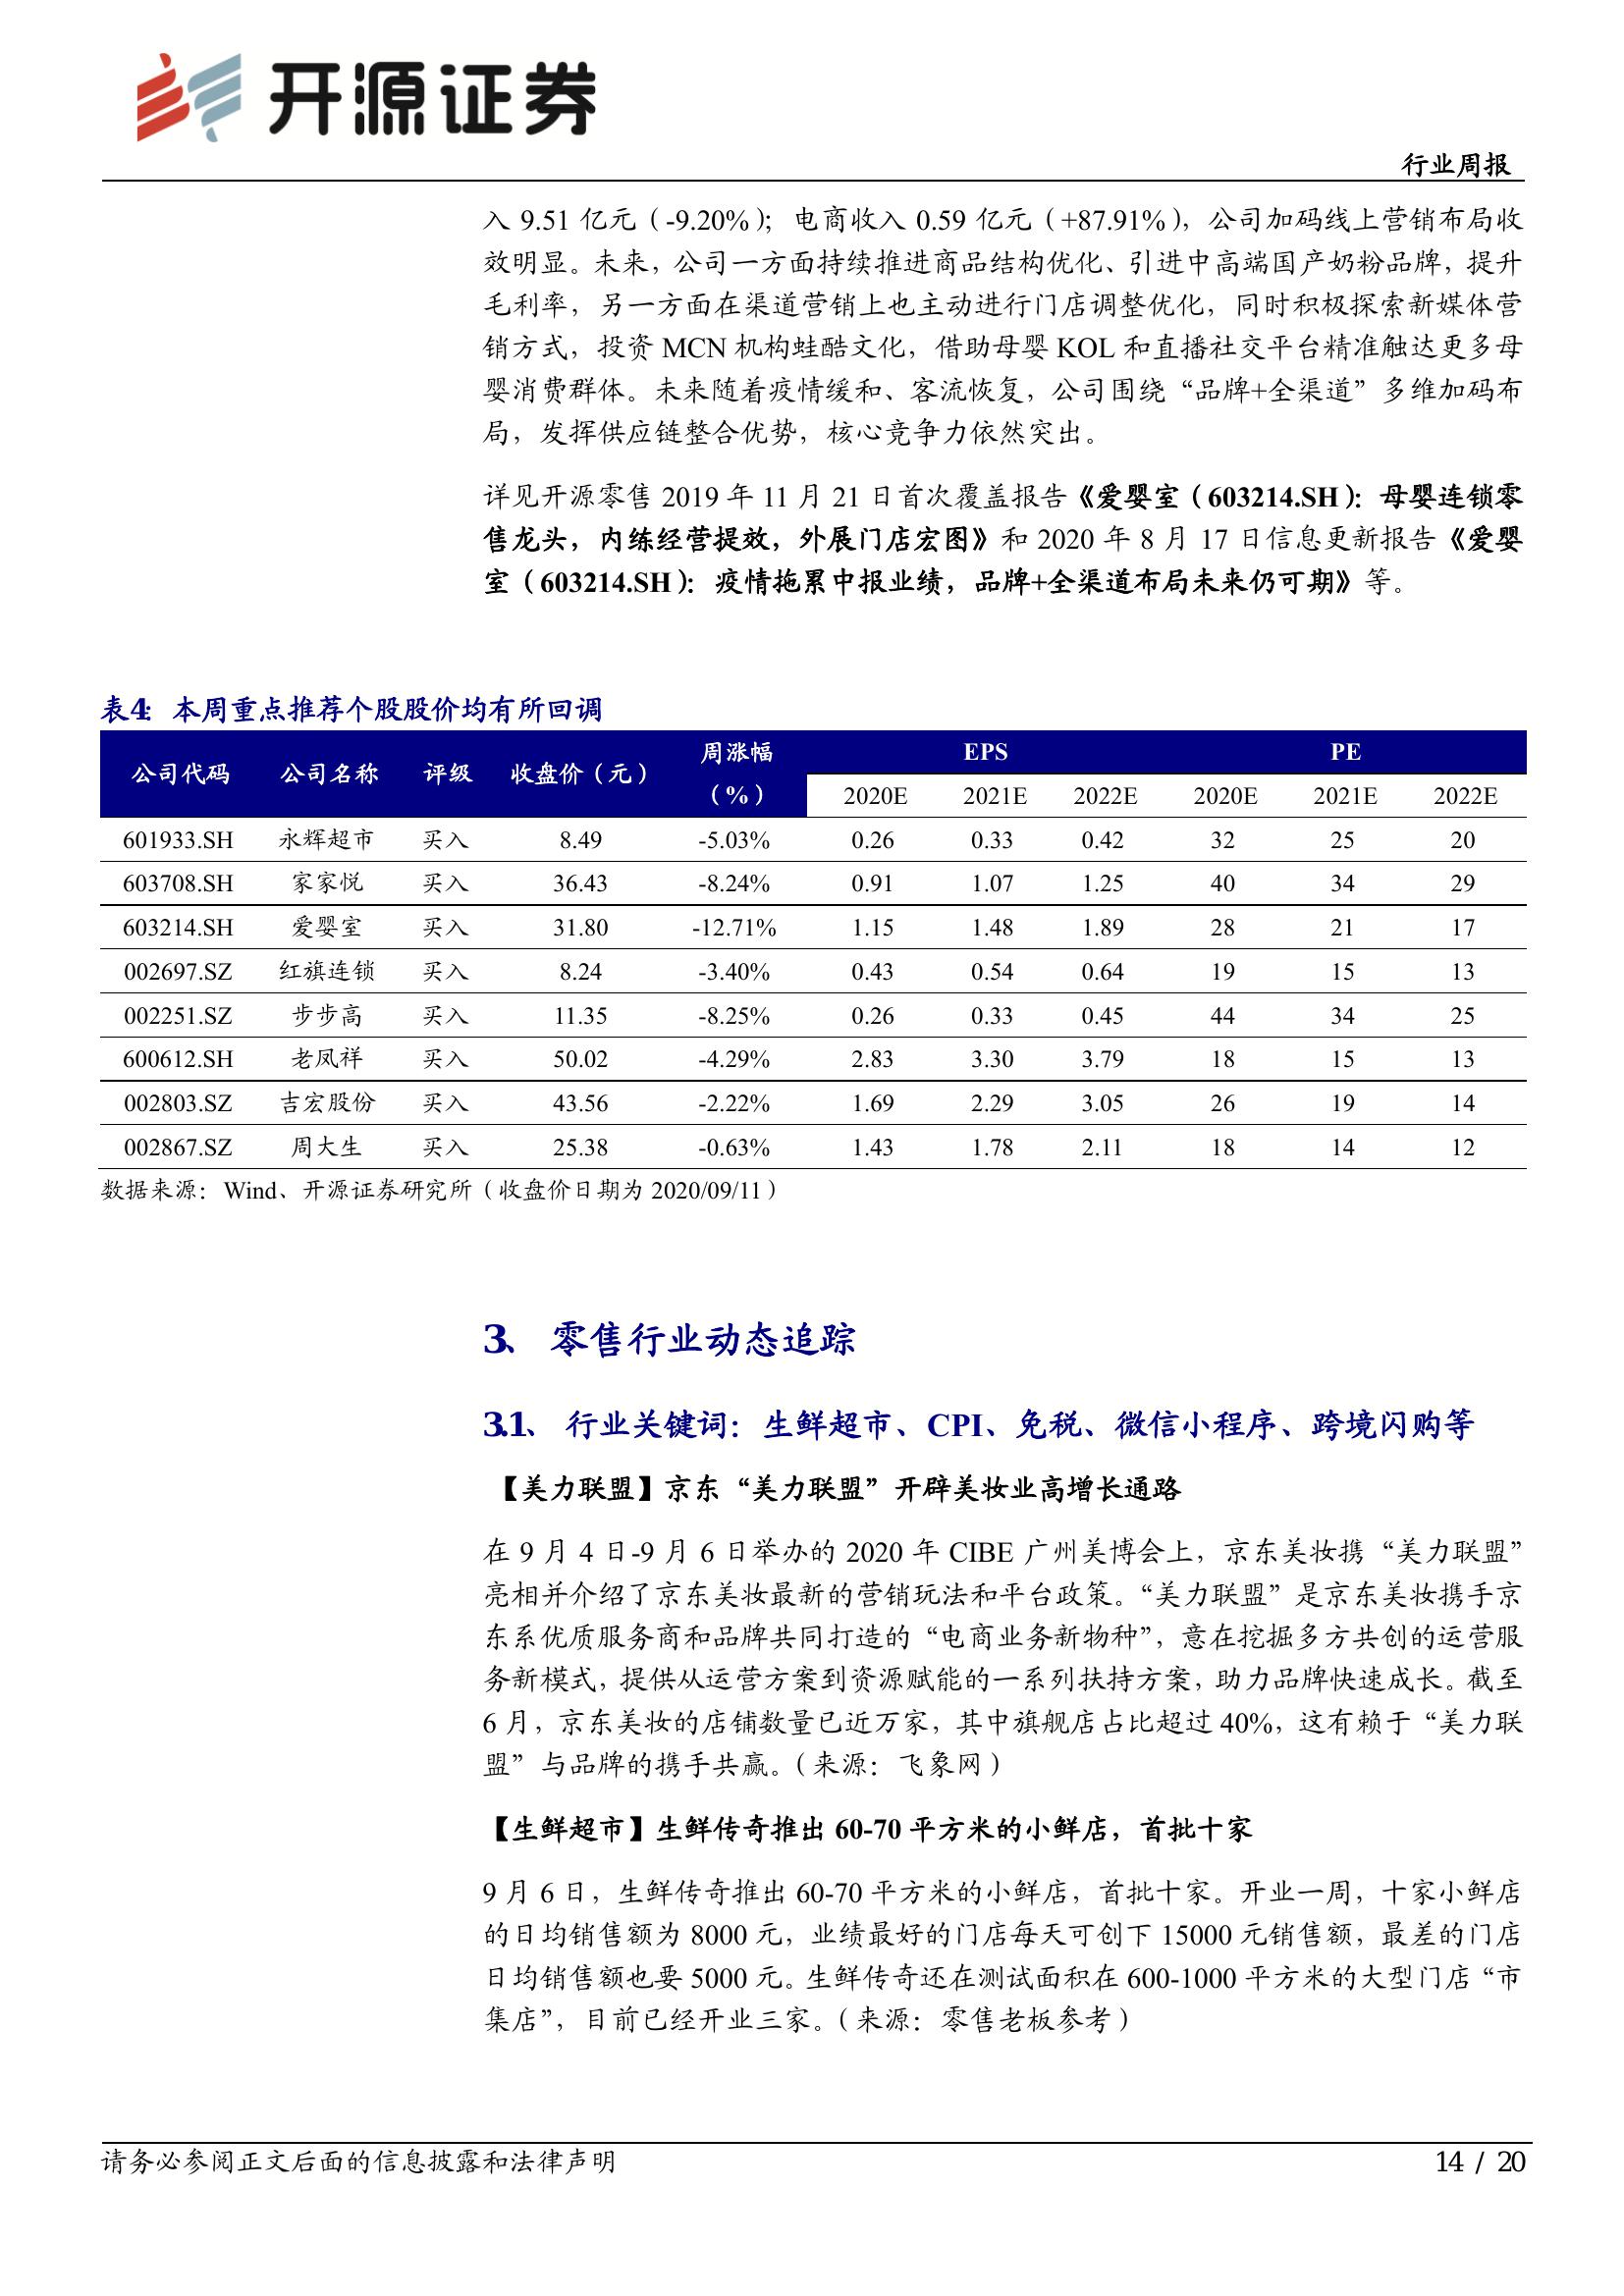 开源证券
行业周报
入 9.51 亿元（-9.20%）；电商收入 0.59 亿元（+87.91%），公司加码线上营销布局收
效明显。未来，公司一方面持续推进商品结构优化、引进中高端国产奶粉品牌，提升
毛利率，另一方面在渠道营销上也主动进行门店调整优化，同时积极探索新媒体营
销方式，投资 MCN 机构蛙酷文化，借助母婴 KOL 和直播社交平台精准触达更多母
婴消费群体。未来随着疫情缓和、客流恢复，公司围绕“品牌+全渠道”多维加码布
局，发挥供应链整合优势，核心竞争力依然突出。
详见开源零售 2019 年 11 月 21 日首次覆盖报告《爱婴室（603214.SH）：母婴连锁零
售龙头，内练经营提效，外展门店宏图》和 2020 年 8 月 17 日信息更新报告《爱婴
室（603214.SH）：疫情拖累中报业绩，品牌+全渠道布局未来仍可期》等。
表4：本周重点推荐个股股价均有所回调
公司代码 公司名称 评级 收盘价（元） 周涨幅（%） EPS PE
2020E 2021E 2022E 2020E 2021E 2022E
601933.SH 永辉超市 买入 8.49 -5.03% 0.26 0.33 0.42 32 25 20
603708.SH 家家悦 买入 36.43 -8.24% 0.91 1.07 1.25 40 34 29
603214.SH 爱婴室 买入 31.80 -12.71% 1.15 1.48 1.89 28 21 17
002697.SZ 红旗连锁 买入 8.24 -3.40% 0.43 0.54 0.64 19 15 13
002251.SZ 步步高 买入 11.35 -8.25% 0.26 0.33 0.45 44 34 25
600612.SH 老凤祥 买入 50.02 -4.29% 2.83 3.30 3.79 18 15 13
002803.SZ 吉宏股份 买入 43.56 -2.22% 1.69 2.29 3.05 26 19 14
002867.SZ 周大生 买入 25.38 -0.63% 1.43 1.78 2.11 18 14 12
数据来源：Wind、开源证券研究所（收盘价日期为 2020/09/11）
3、 零售行业动态追踪
3.1、 行业关键词：生鲜超市、CPI、免税、微信小程序、跨境闪购等
【美力联盟】京东“美力联盟”开辟美妆业高增长通路
在 9 月 4 日-9 月 6 日举办的 2020 年 CIBE 广州美博会上，京东美妆携“美力联盟”
亮相并介绍了京东美妆最新的营销玩法和平台政策。“美力联盟”是京东美妆携手京
东系优质服务商和品牌共同打造的“电商业务新物种”，意在挖掘多方共创的运营服
务新模式，提供从运营方案到资源赋能的一系列扶持方案，助力品牌快速成长。截至
6 月，京东美妆的店铺数量已近万家，其中旗舰店占比超过 40%，这有赖于“美力联
盟”与品牌的携手共赢。（来源：飞象网）
【生鲜超市】生鲜传奇推出 60-70 平方米的小鲜店，首批十家
9 月 6 日，生鲜传奇推出 60-70 平方米的小鲜店，首批十家。开业一周，十家小鲜店
的日均销售额为 8000 元，业绩最好的门店每天可创下 15000 元销售额，最差的门店
日均销售额也要 5000 元。生鲜传奇还在测试面积在 600-1000 平方米的大型门店“市
集店”，目前已经开业三家。（来源：零售老板参考）
请务必参阅正文后面的信息披露和法律声明
14 / 20